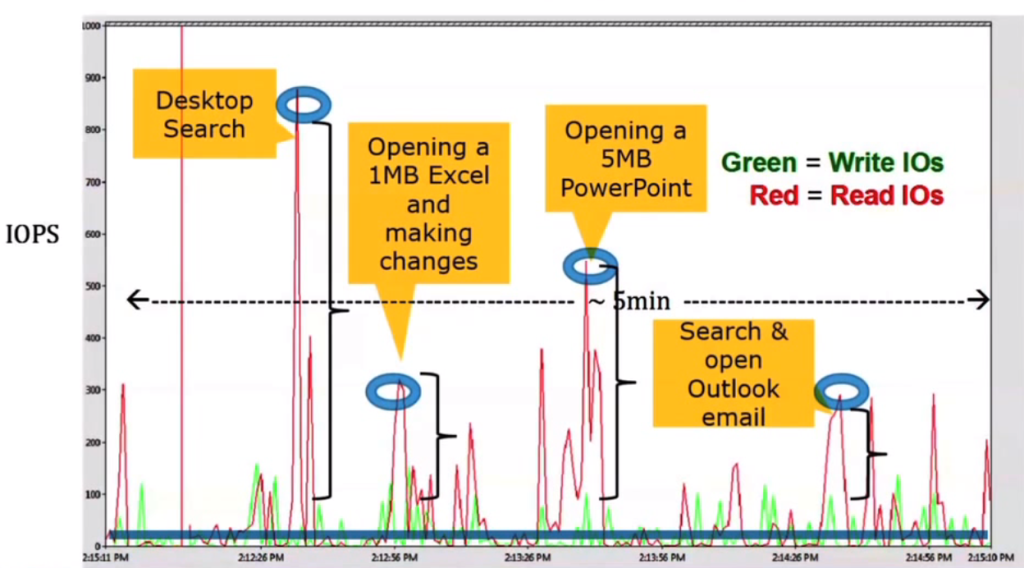 1000
900
800
700
600
500
400
300
200
100
0
IOPS
Desktop
Search
Opening a
1MB Excel
and
making
changes
Opening a
5MB
PowerPoint
Green = Write IOs
Red = Read IOs
~ 5min
Search &
open
Outlook
email
2:15:11 PM 2:12:26 PM 2:12:56 PM 2:13:26 PM 2:13:56 PM 2:14:26 PM 2:14:56 PM 2:15:10 PM